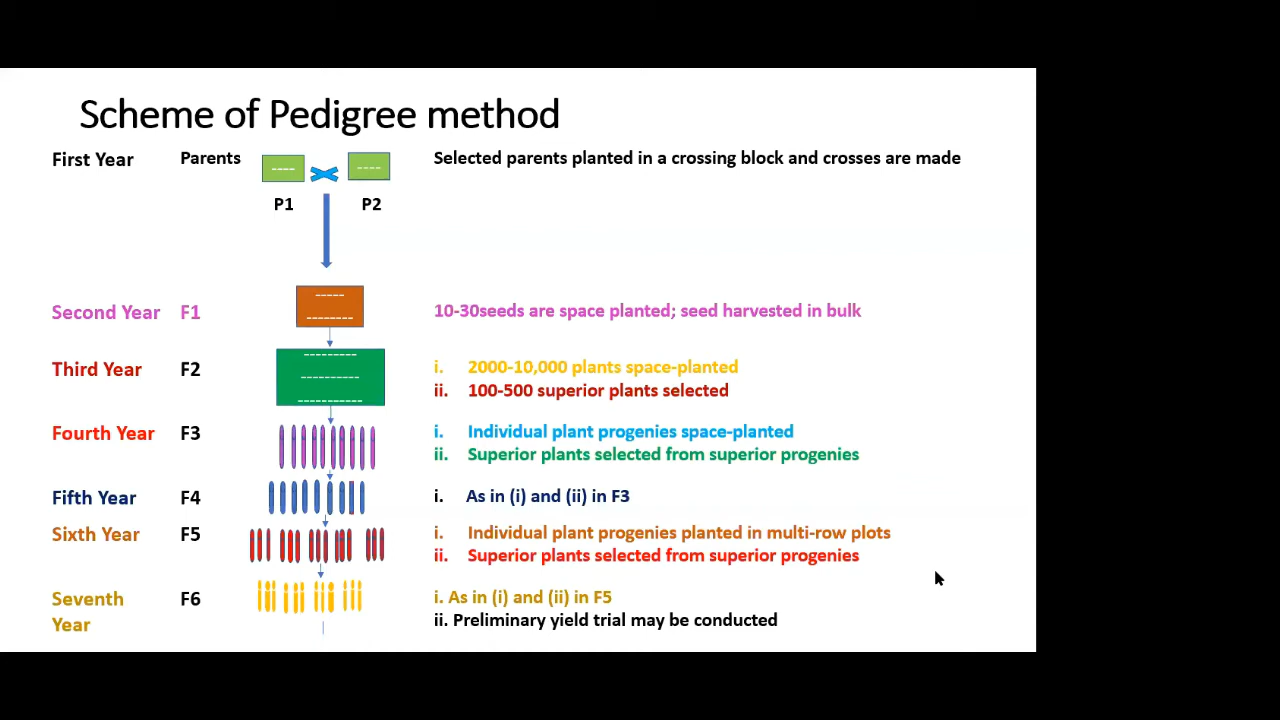 Scheme of Pedigree method
First Year Parents ---- ---- Selected parents planted in a crossing block and crosses are made
P1 P2
Second Year F1 10-30seeds are space planted; seed harvested in bulk
Third Year F2 i. 2000-10,000 plants space-planted
ii. 100-500 superior plants selected
Fourth Year F3 i. Individual plant progenies space-planted
ii. Superior plants selected from superior progenies
Fifth Year F4 i. As in (i) and (ii) in F3
Sixth Year F5 i. Individual plant progenies planted in multi-row plots
ii. Superior plants selected from superior progenies
Seventh F6 i. As in (i) and (ii) in F5
Year ii. Preliminary yield trial may be conducted